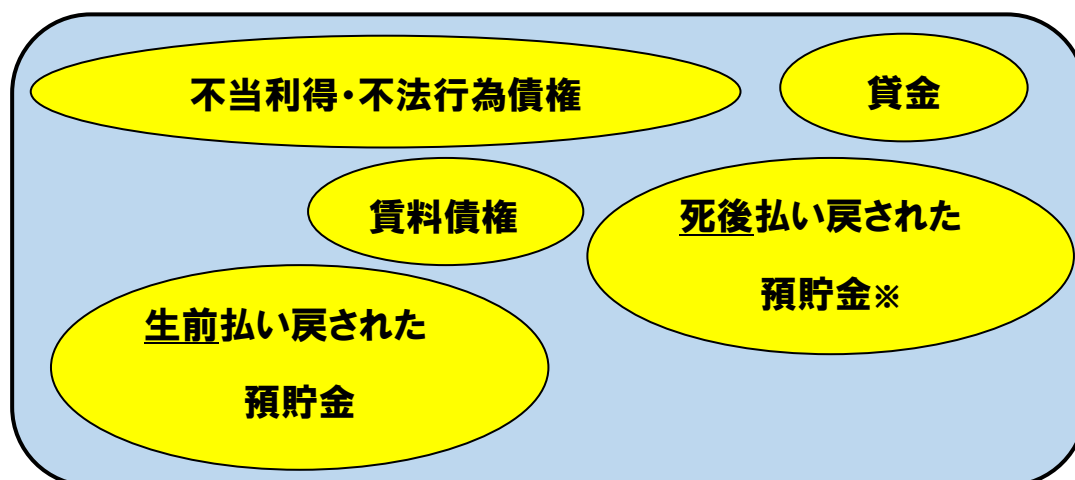 不当利得・不法行為債権
貸金
賃料債権
死後払い戻された
預貯金※
生前払い戻された
預貯金